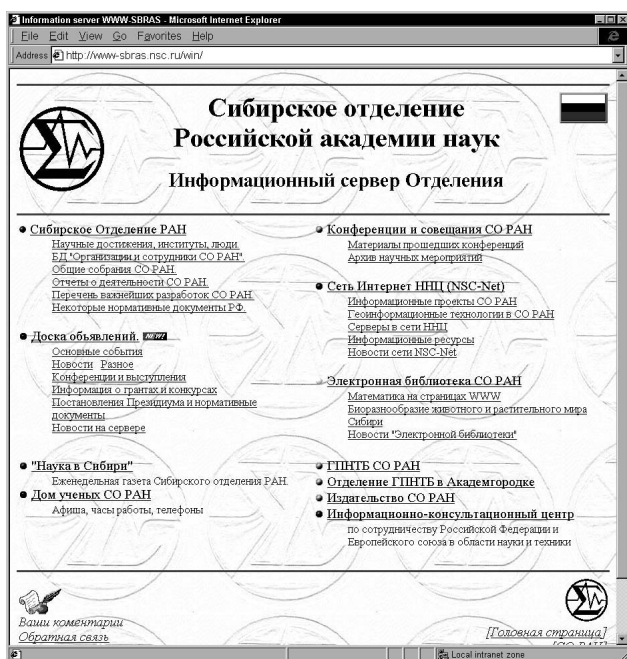 Information server WWW-SBRAS - Microsoft Internet Explorer
File Edit View Go Favorites Help
Address http://www-sbras.nsc.ru/win/
Сибирское отделение
Российской академии наук
Информационный сервер Отделения
Сибирское Отделение РАН
Научные достижения, институты, люди.
БД "Организации и сотрудники СО РАН".
Общие собрания СО РАН.
Отчеты о деятельности СО РАН.
Перечень важнейших разработок СО РАН.
Некоторые нормативные документы РФ.
Доска обьявлений. NEW!
Основные события
Новости Разное
Конференции и выступления
Информация о грантах и конкурсах
Постановления Президиума и нормативные
документы
Новости на сервере
"Наука в Сибири"
Еженедельная газета Сибирского отделения РАН.
Дом ученых СО РАН
Афиша, часы работы, телефоны
Конференции и совещания СО РАН
Материалы прошедших конференций
Архив научных мероприятий
Сеть Интернет ННЦ (NSC-Net)
Информационные проекты СО РАН
Геоинформационные технологии в СО РАН
Серверы в сети ННЦ
Информационные ресурсы
Новости сети NSC-Net
Электронная библиотека СО РАН
Математика на страницах WWW
Биоразнообразие животного и растительного мира
Сибири
Новости "Электронной библиотеки"
ГПНТБ СО РАН
Отделение ГПНТБ в Академгородке
Издательство СО РАН
Информационно-консультационный центр
по сотрудничеству Российской Федерации и
Европейского союза в области науки и техники
Ваши коментарии
Обратная связь
[Головная страница]
[СО РАН]
Local intranet zone